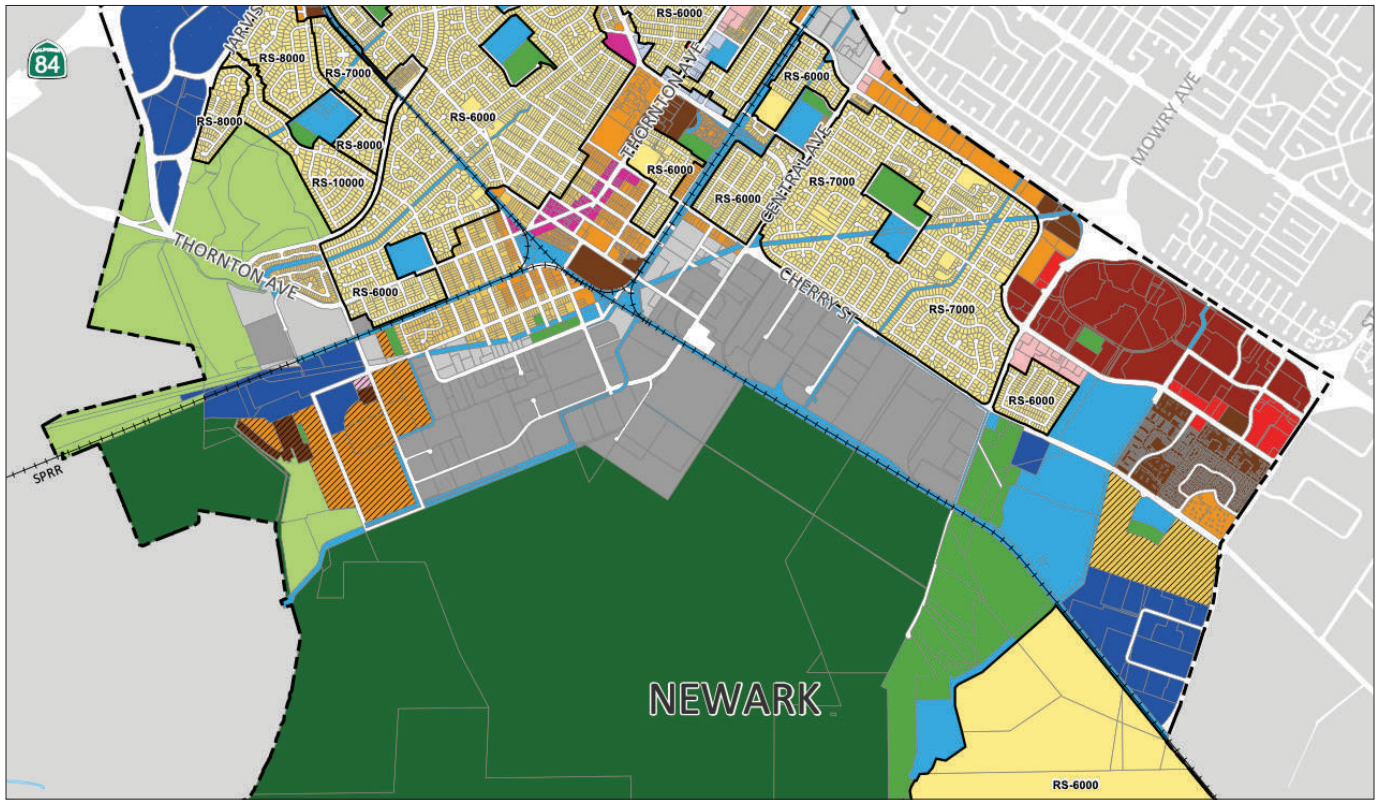 RS-6000
JARVIS
CALIFORNIA
84
RS-8000
RS-7000
RS-6000
THORNTON AVE
MOWRY AVE
RS-8000
RS-6000
RS-8000
CENTRAL AVE
RS-10000
RS-6000
RS-7000
RS-6000
THORNTON AVE
RS-6000
CHERRY ST
RS-7000
RS-6000
SPRR
NEWARK
RS-6000